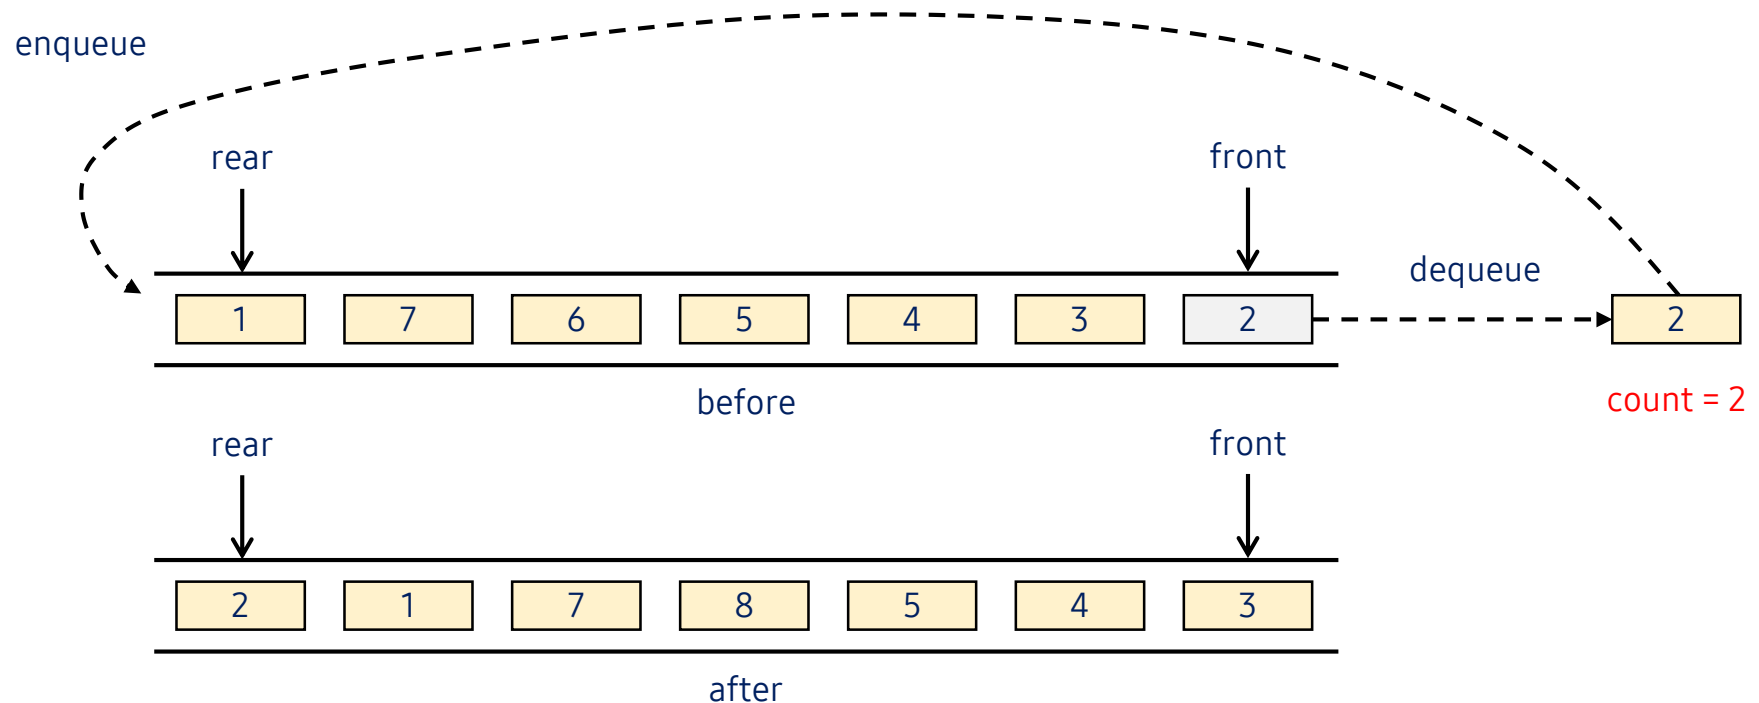 enqueue
rear front
dequeue
1 7 6 5 4 3 2 2
before
count = 2
rear front
2 1 7 8 5 4 3
after